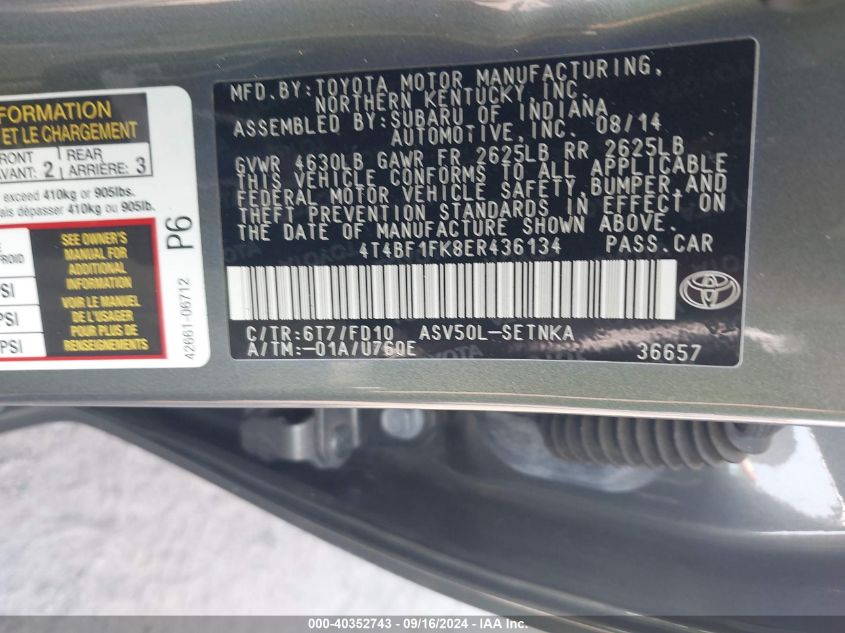 FORMATION
ET LE CHARGEMENT
FRONT
AVANT: 2
REAR
ARRIÈRE: 3
exceed 410kg or 905lbs.
dépasser 410kg ou 905lb.
SEE OWNER'S
MANUAL FOR
ADDITIONAL
INFORMATION
VOIR LE MANUEL
DE L'USAGER
POUR PLUS DE
RENSEIGNEMENTS
FROID
PSI
PSI
PSI
P6
42661-06712
MFD.BY:TOYOTA MOTOR MANUFACTURING,
NORTHERN KENTUCKY, INC.
ASSEMBLED BY:SUBARU OF INDIANA
AUTOMOTIVE, INC. 08/14
GVWR 4630LB GAWR FR 2625LB RR 2625LB
THIS VEHICLE CONFORMS TO ALL APPLICABLE
FEDERAL MOTOR VEHICLE SAFETY, BUMPER, AND
THEFT PREVENTION STANDARDS IN EFFECT ON
THE DATE OF MANUFACTURE SHOWN ABOVE.
4T4BF1FK8ER436134 PASS.CAR
C/TR:6T7/FD10 ASV50L-SETNKA
A/TM:-01A/U760E 36657
000-40352743 - 09/16/2024 - IAAI.com